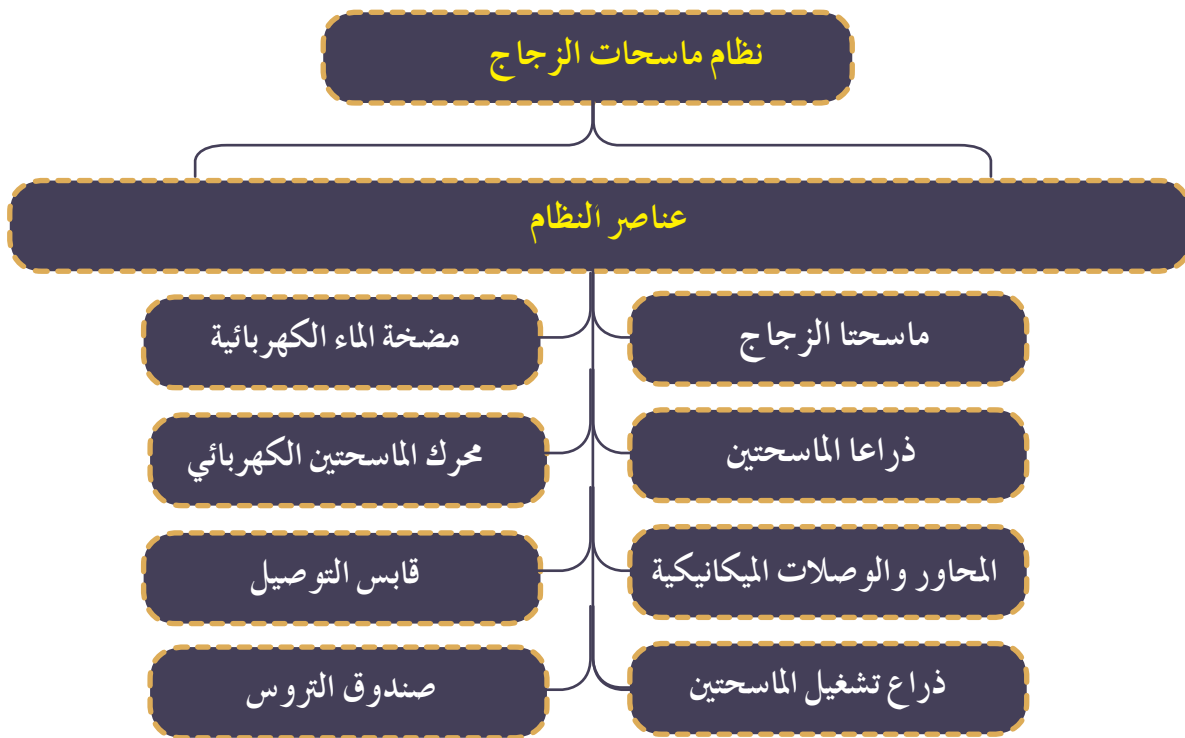 نظام ماسحات الزجاج
عناصر النظام
ماسحتا الزجاج
مضخة الماء الكهربائية
ذراعا الماسحتين
محرك الماسحتين الكهربائي
المحاور والوصلات الميكانيكية
قابس التوصيل
ذراع تشغيل الماسحتين
صندوق التروس